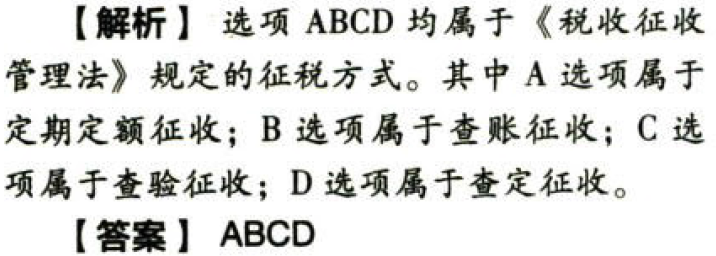 【解析】 选项 ABCD 均属于《税收征收
管理法》规定的征税方式。其中 A 选项属于
定期定额征收；B 选项属于查账征收；C 选
项属于查验征收；D 选项属于查定征收。
【答案】 ABCD